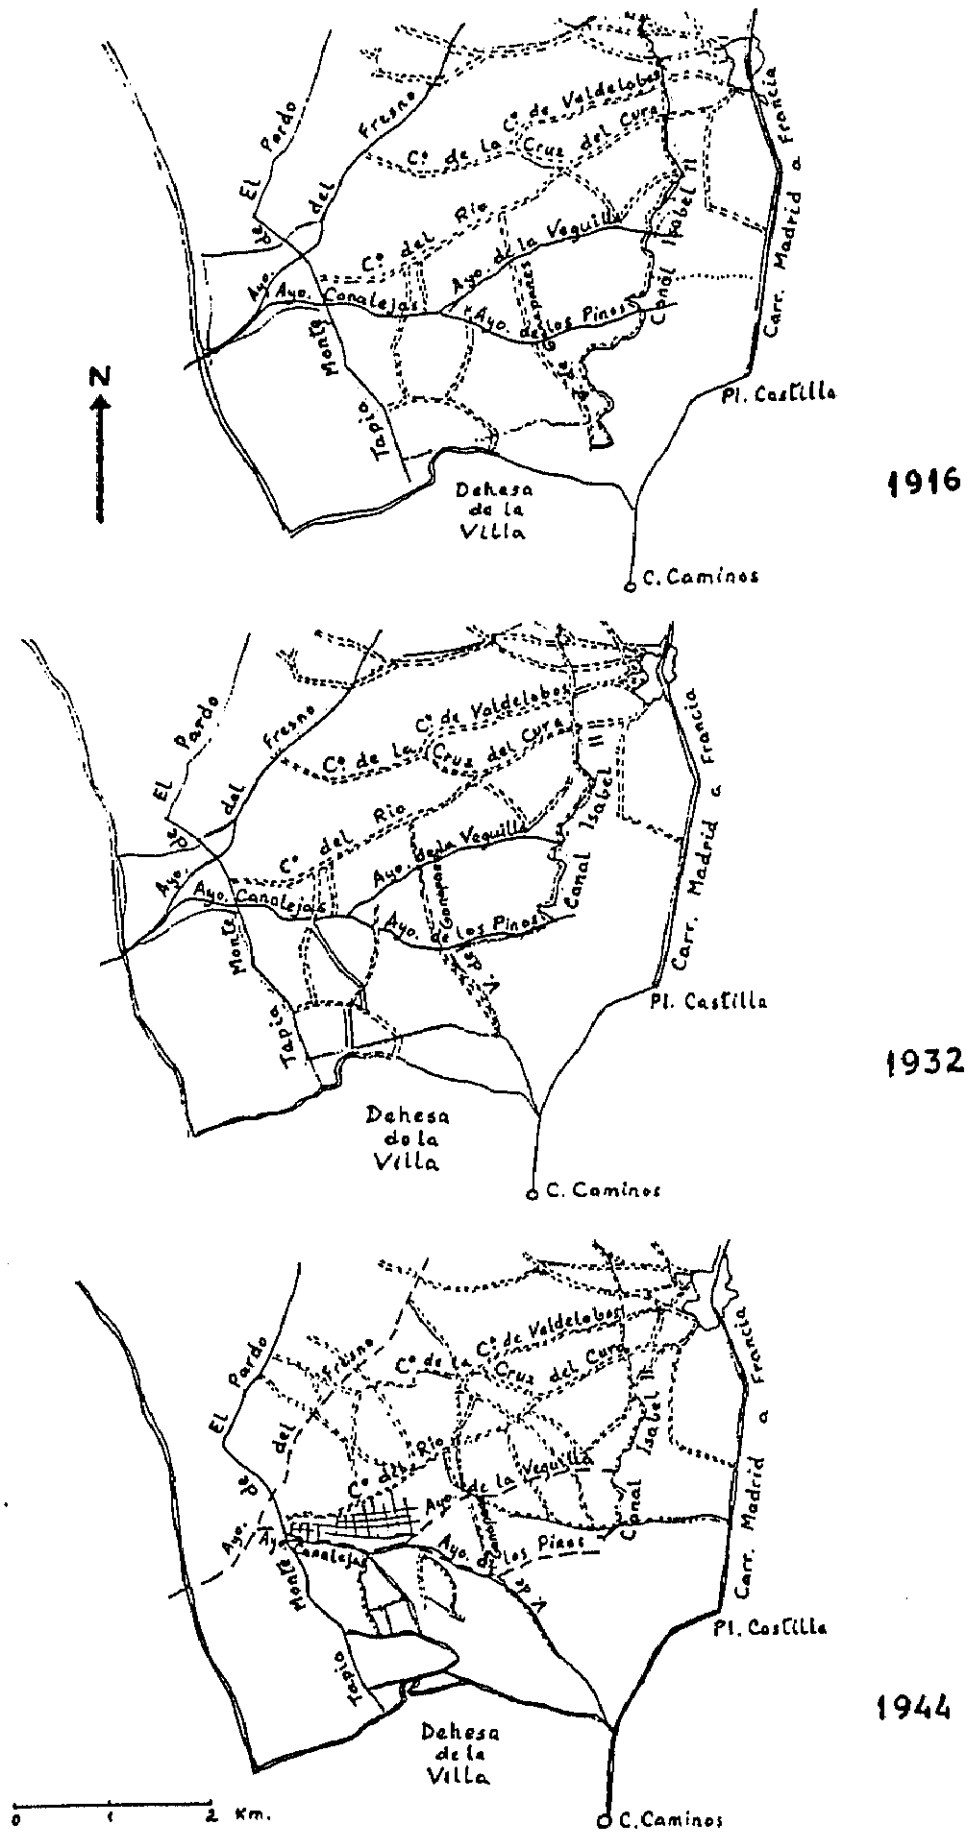 Cº de Valdelobos
Cº de la Cruz del Cura
El Pardo
Ayo. del Fresno
Cº del Río
Ayo. de la Veguilla
Canal Isabel II
Carr. Madrid a Francia
Ayo. Canalejas
Ayo. de los Pinos
V. de Ganapanes
Tapia Monte de
N
Pl. Castilla
1916
Dehesa
de la
Villa
C. Caminos
Cº de Valdelobos
Cº de la Cruz del Cura
El Pardo
Ayo. del Fresno
Cº del Río
Ayo. de la Veguilla
Canal Isabel II
Carr. Madrid a Francia
Ayo. Canalejas
Ayo. de los Pinos
V. de Ganapanes
Tapia Monte de
Pl. Castilla
1932
Dehesa
de la
Villa
C. Caminos
Cº de Valdelobos
Cº de la Cruz del Cura
El Pardo
Ayo. del Fresno
Cº del Río
Ayo. de la Veguilla
Canal Isabel II
Carr. Madrid a Francia
Ayo. Canalejas
Ayo. de los Pinos
V. de Ganapanes
Tapia Monte de
Pl. Castilla
1944
Dehesa
de la
Villa
0 1 2 Km.
C. Caminos